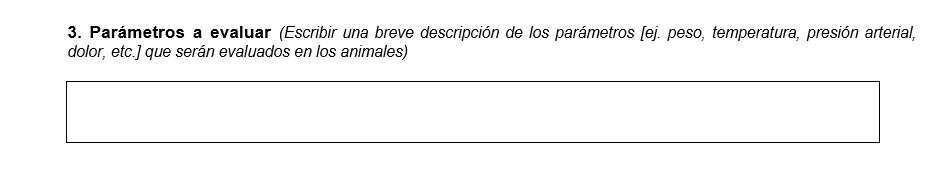 3. Parámetros a evaluar (Escribir una breve descripción de los parámetros [ej. peso, temperatura, presión arterial,
dolor, etc.] que serán evaluados en los animales)